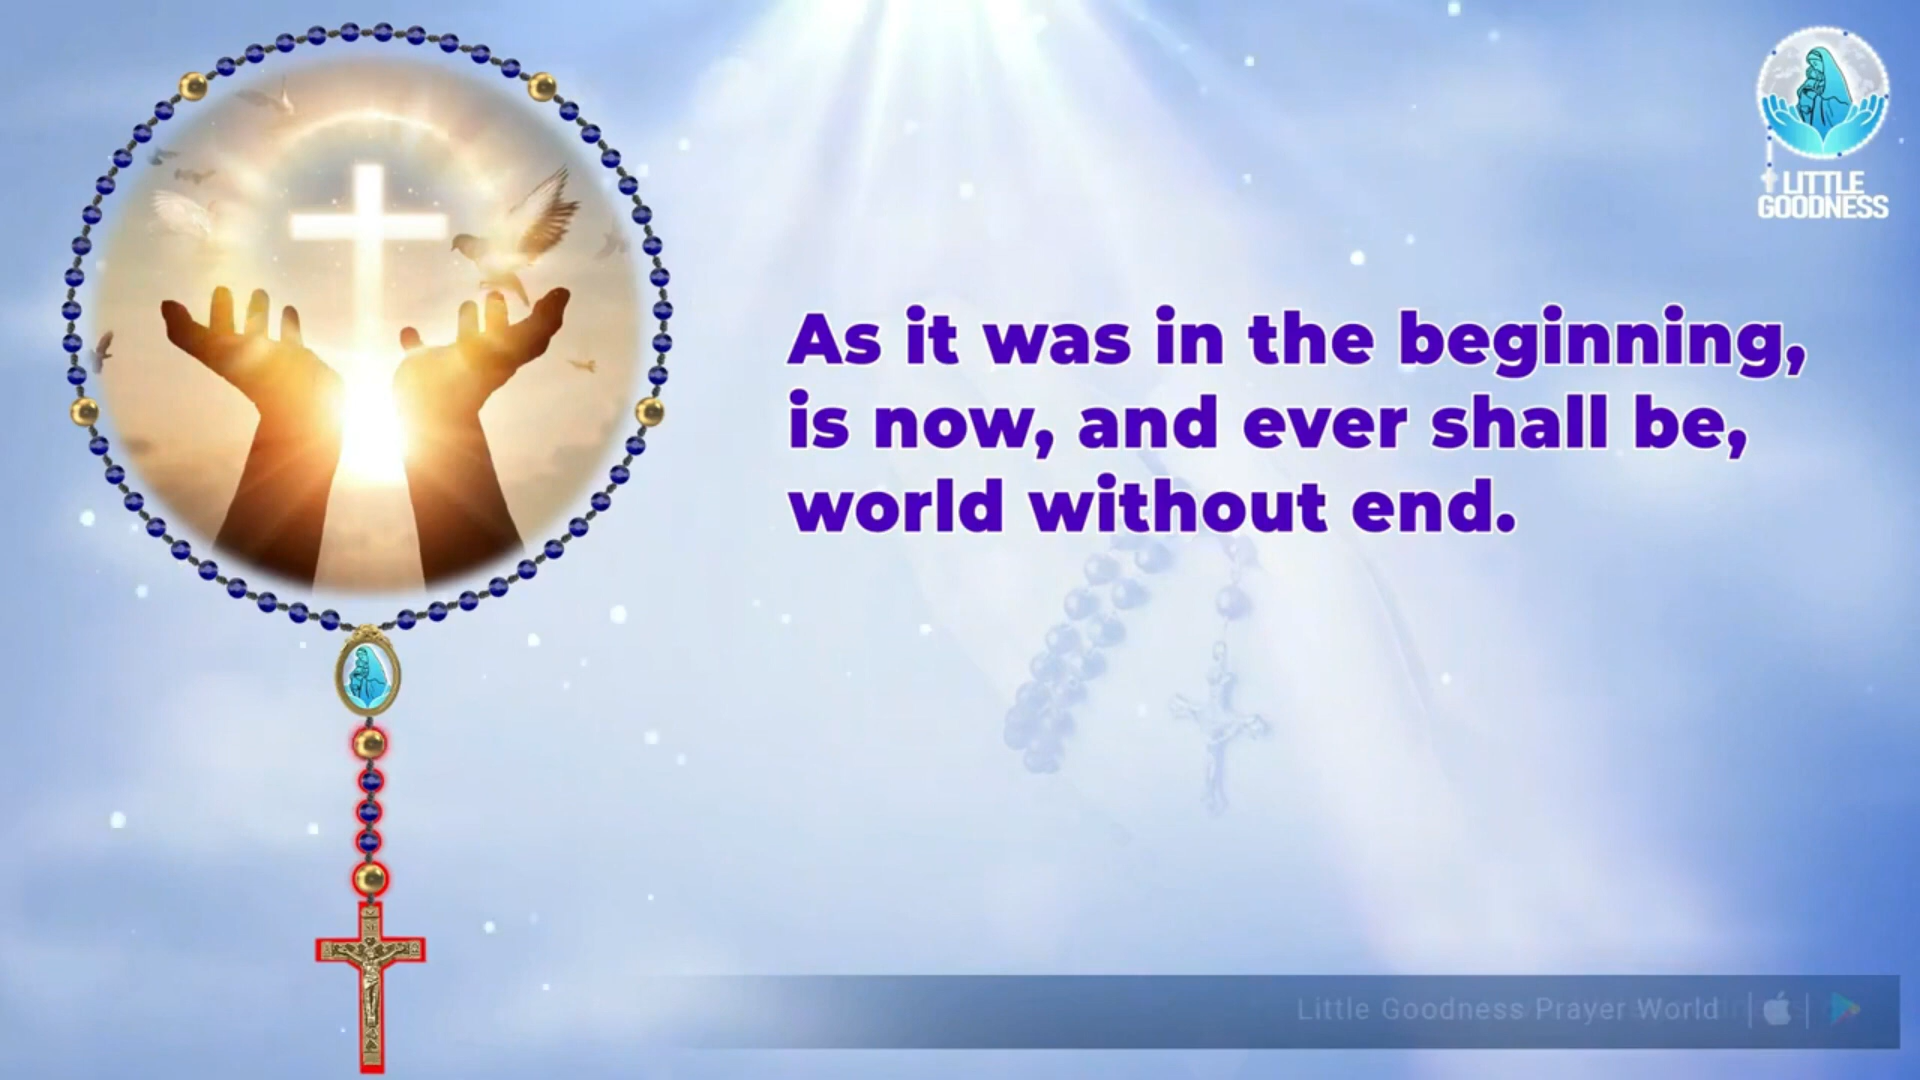 LITTLE
GOODNESS
As it was in the beginning,
is now, and ever shall be,
world without end.
Little Goodness Prayer World